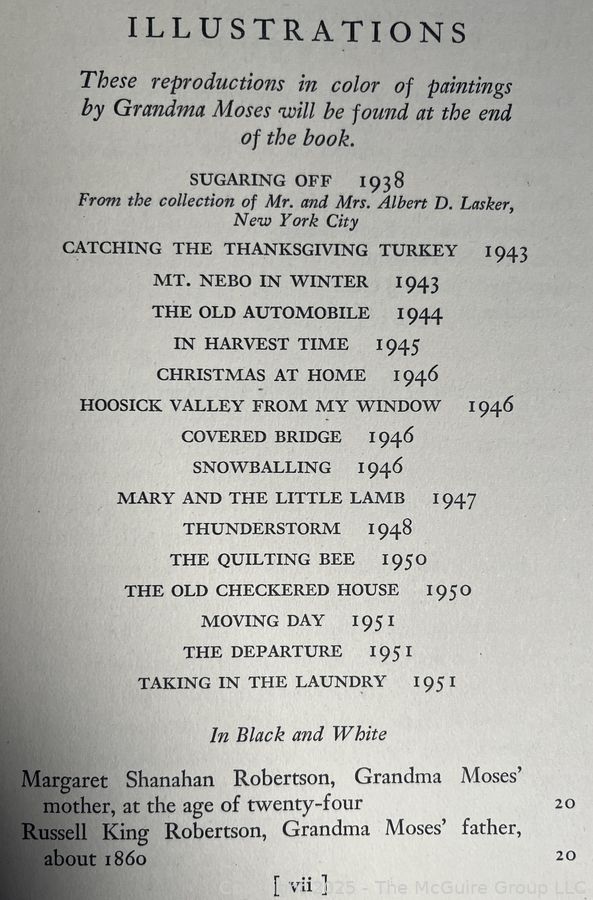 ILLUSTRATIONS
These reproductions in color of paintings
by Grandma Moses will be found at the end
of the book.
SUGARING OFF 1938
From the collection of Mr. and Mrs. Albert D. Lasker,
New York City
CATCHING THE THANKSGIVING TURKEY 1943
MT. NEBO IN WINTER 1943
THE OLD AUTOMOBILE 1944
IN HARVEST TIME 1945
CHRISTMAS AT HOME 1946
HOOSICK VALLEY FROM MY WINDOW 1946
COVERED BRIDGE 1946
SNOWBALLING 1946
MARY AND THE LITTLE LAMB 1947
THUNDERSTORM 1948
THE QUILTING BEE 1950
THE OLD CHECKERED HOUSE 1950
MOVING DAY 1951
THE DEPARTURE 1951
TAKING IN THE LAUNDRY 1951
In Black and White
Margaret Shanahan Robertson, Grandma Moses'
mother, at the age of twenty-four 20
Russell King Robertson, Grandma Moses' father,
about 1860 20
[ vii ]
2025 - The McGuire Group LLC